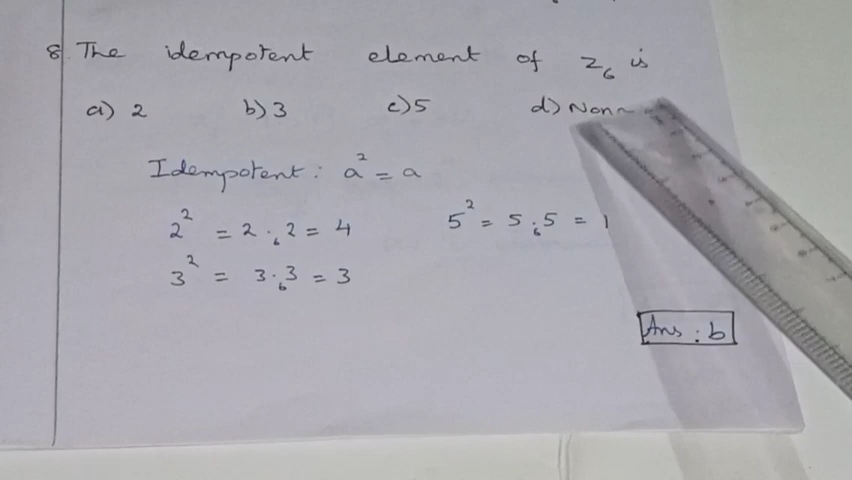 8. The idempotent element of Z₆ is
a) 2 b) 3 c) 5 d)
Idempotent: a² = a
2² = 2 ·₆ 2 = 4 5² = 5 ·₆ 5 = 1
3² = 3 ·₆ 3 = 3
Ans : b